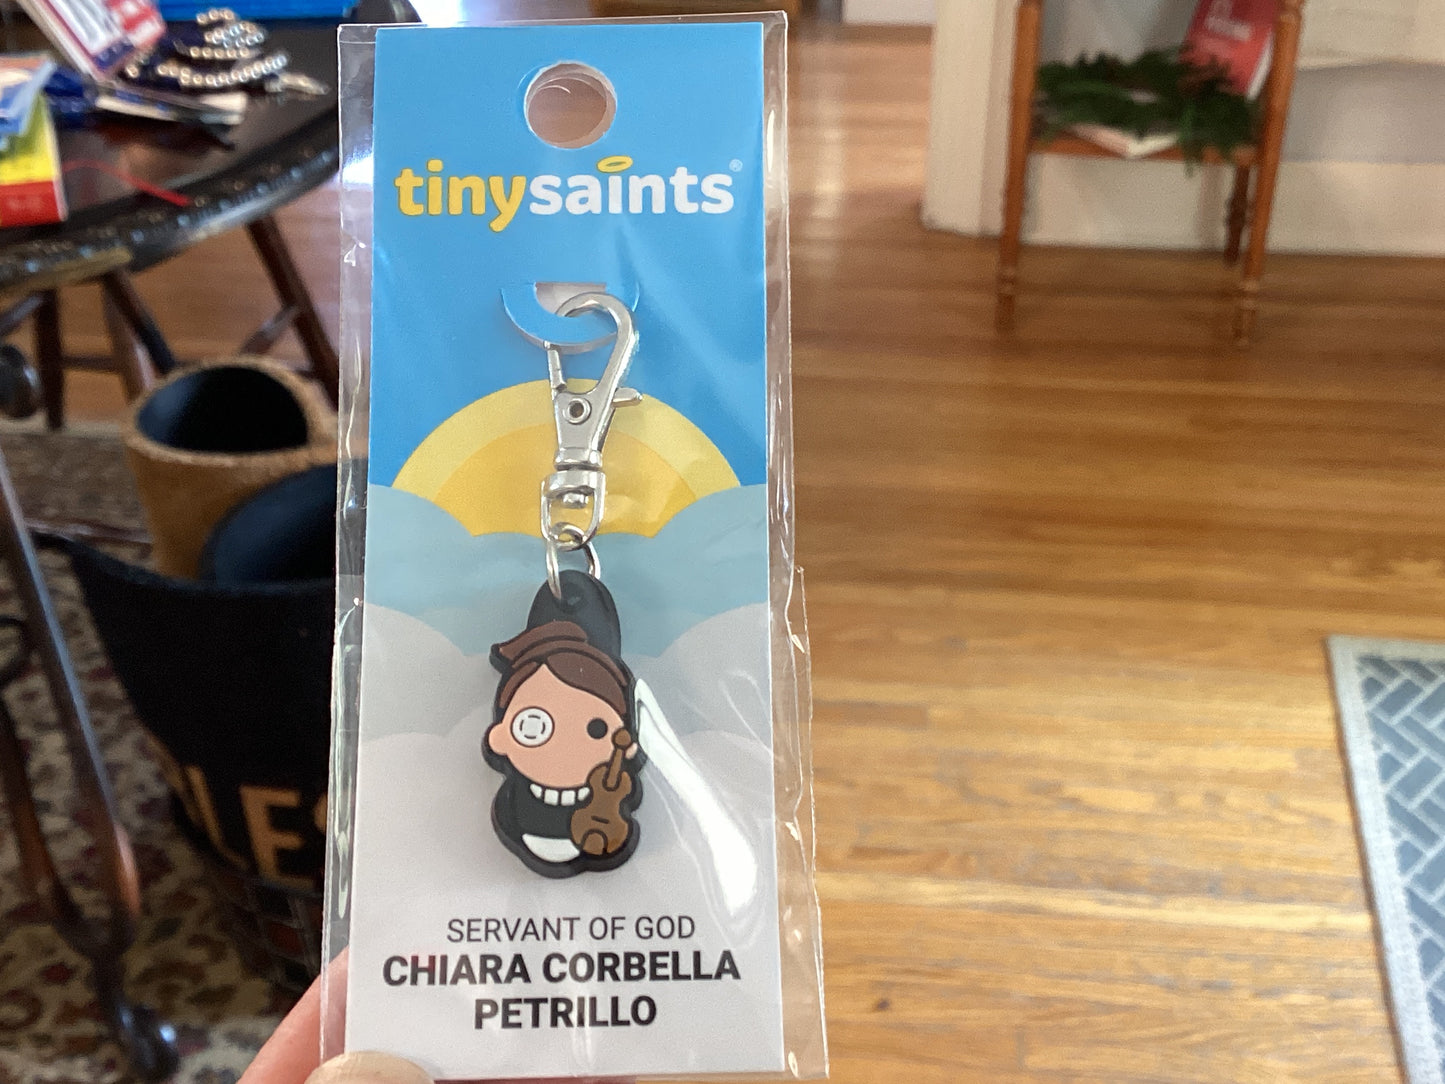 tinysaints®
SERVANT OF GOD
CHIARA CORBELLA
PETRILLO